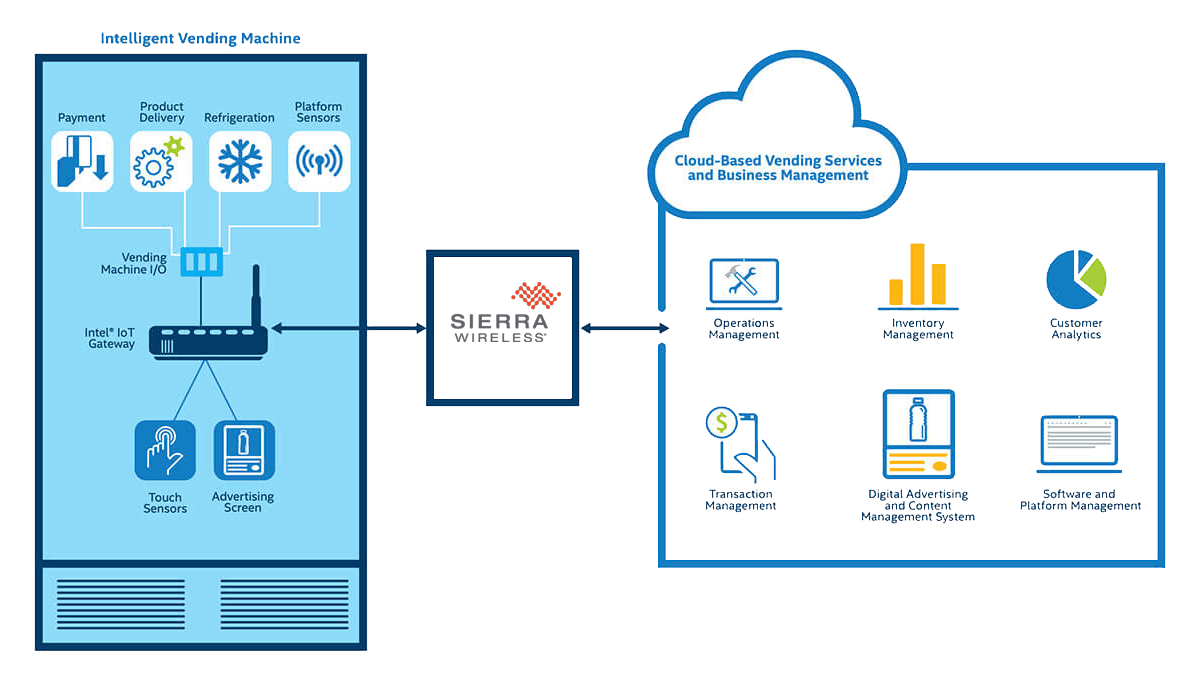 Intelligent Vending Machine
Payment
Product
Delivery
Refrigeration
Platform
Sensors
Vending
Machine I/O
Intel® IoT
Gateway
Touch
Sensors
Advertising
Screen
SIERRA
WIRELESS®
Cloud-Based Vending Services
and Business Management
Operations
Management
Inventory
Management
Customer
Analytics
$
Transaction
Management
Digital Advertising
and Content
Management System
Software and
Platform Management